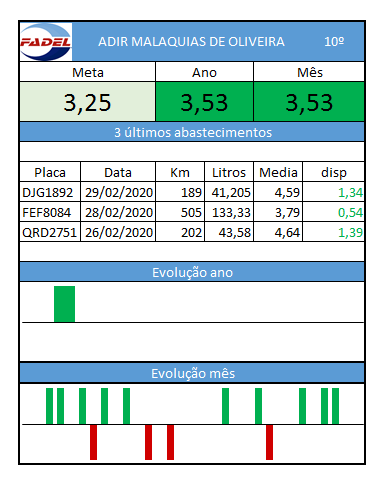 FADEL
ADIR MALAQUIAS DE OLIVEIRA 10º
Meta Ano Mês
3,25 3,53 3,53
3 últimos abastecimentos
Placa Data Km Litros Media disp
DJG1892 29/02/2020 189 41,205 4,59 1,34
FEF8084 28/02/2020 505 133,33 3,79 0,54
QRD2751 26/02/2020 202 43,58 4,64 1,39
Evolução ano
Evolução mês